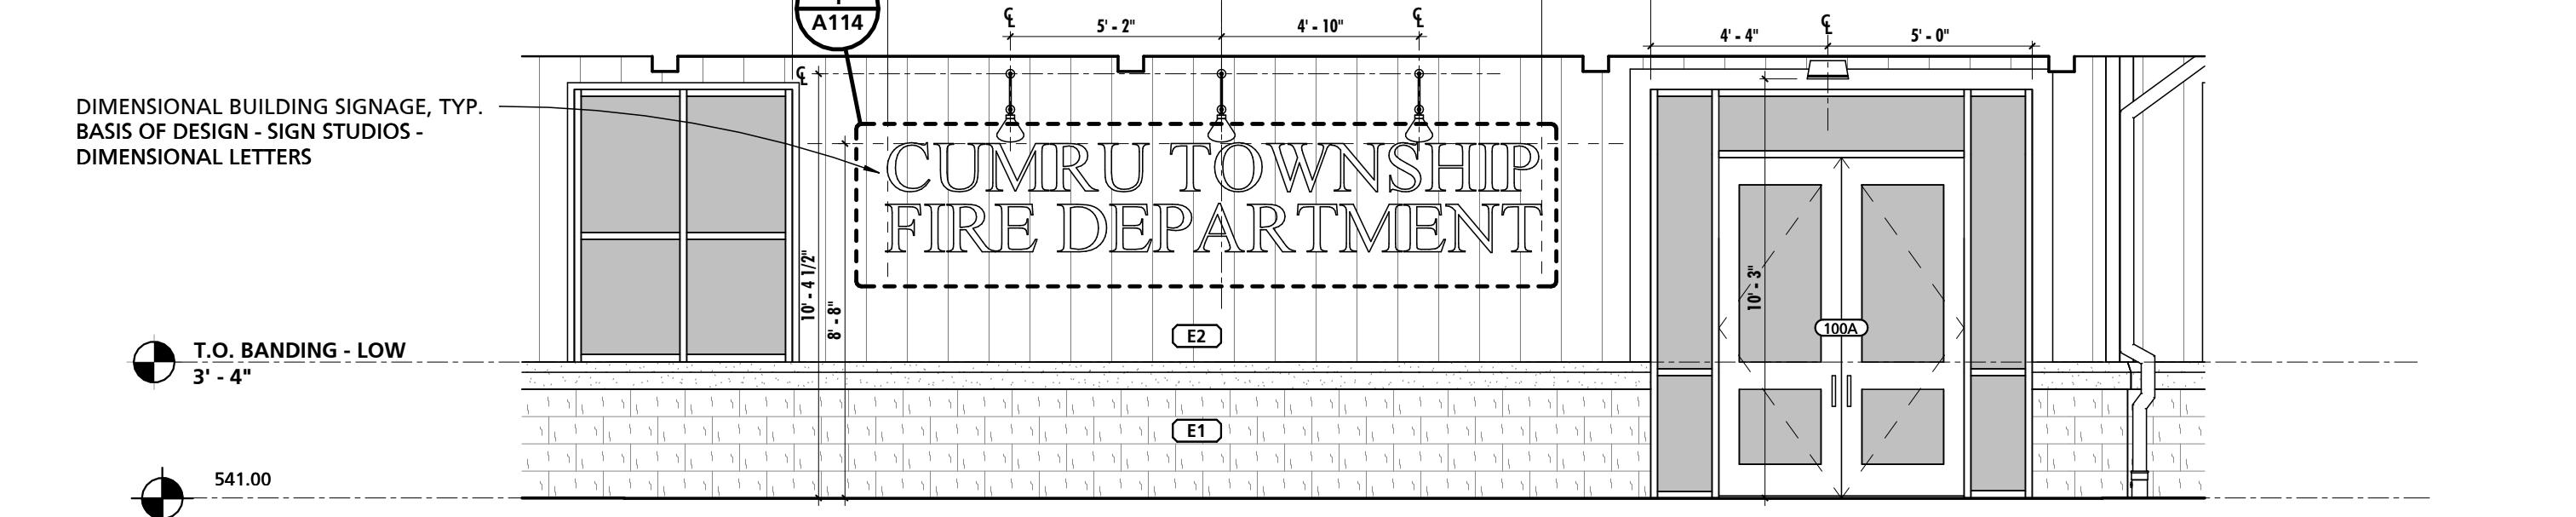 A114
℄
5' - 2"
4' - 10"
℄
4' - 4"
℄
5' - 0"
℄
DIMENSIONAL BUILDING SIGNAGE, TYP.
BASIS OF DESIGN - SIGN STUDIOS -
DIMENSIONAL LETTERS
CUMRU TOWNSHIP
FIRE DEPARTMENT
10' - 4 1/2"
8' - 8"
10' - 3"
100A
E2
T.O. BANDING - LOW
3' - 4"
E1
541.00